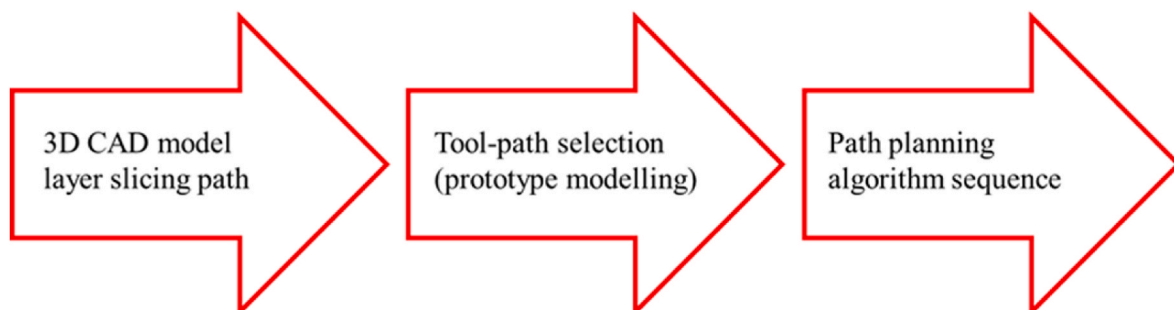 3D CAD model
layer slicing path
Tool-path selection
(prototype modelling)
Path planning
algorithm sequence